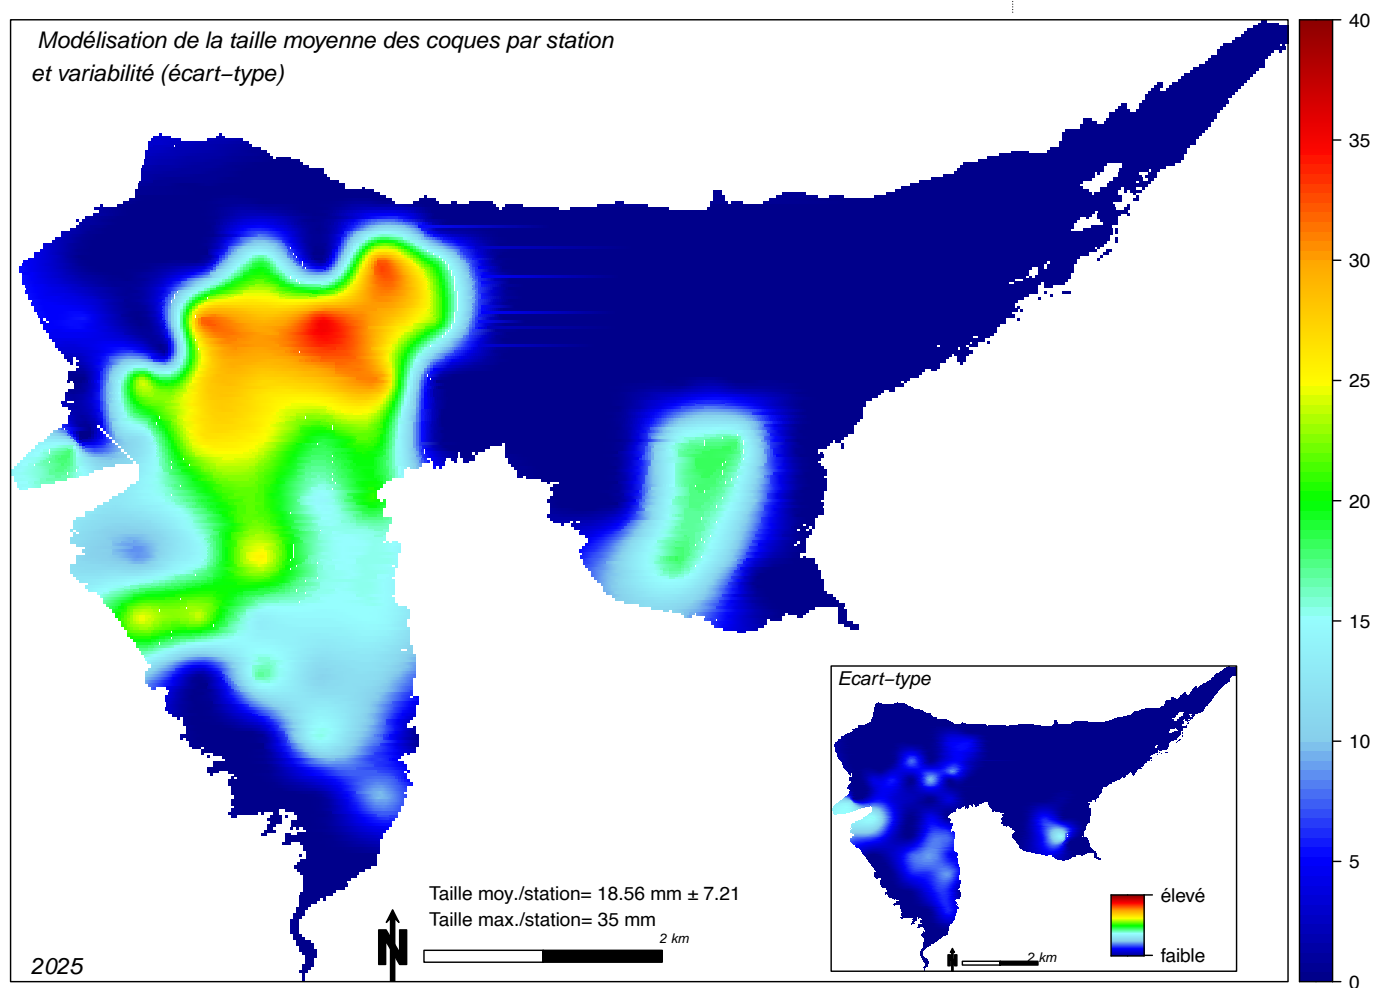 Modélisation de la taille moyenne des coques par station
et variabilité (écart−type)
40
35
30
25
20
15
10
5
0
Ecart−type
élevé
faible
2 km
N
Taille moy./station= 18.56 mm ± 7.21
Taille max./station= 35 mm
2 km
N
2025